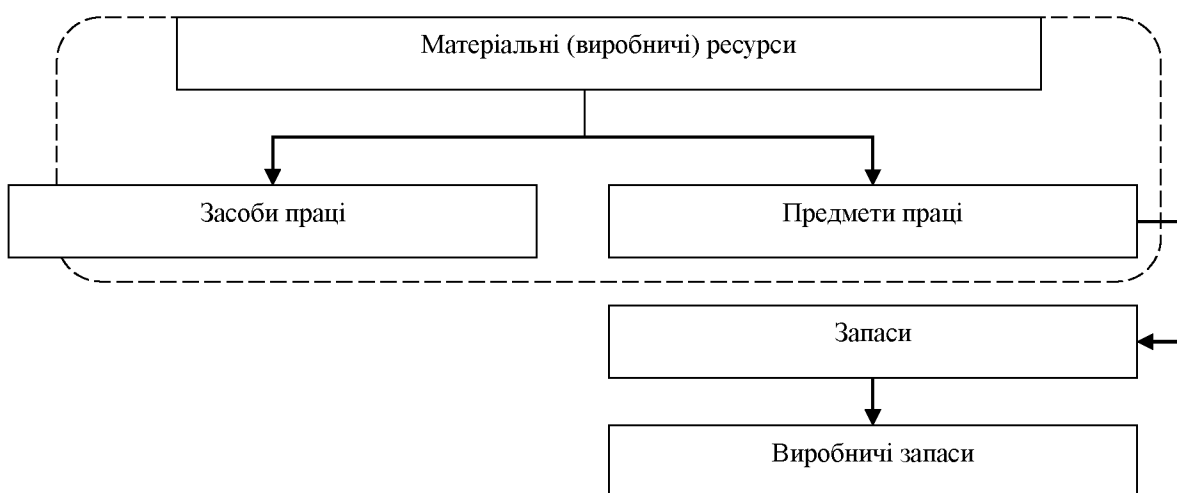 Матеріальні (виробничі) ресурси
Засоби праці
Предмети праці
Запаси
Виробничі запаси